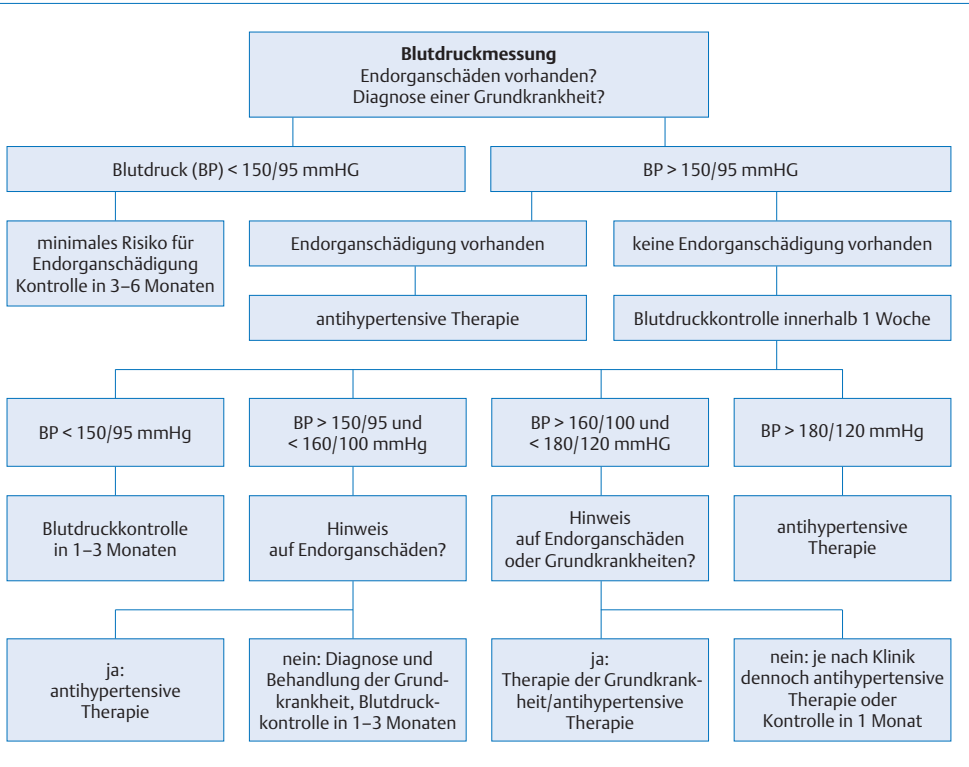 Blutdruckmessung
Endorganschäden vorhanden?
Diagnose einer Grundkrankheit?
Blutdruck (BP) < 150/95 mmHG
BP > 150/95 mmHG
minimales Risiko für
Endorganschädigung
Kontrolle in 3–6 Monaten
Endorganschädigung vorhanden
keine Endorganschädigung vorhanden
antihypertensive Therapie
Blutdruckkontrolle innerhalb 1 Woche
BP < 150/95 mmHg
BP > 150/95 und
< 160/100 mmHg
BP > 160/100 und
< 180/120 mmHG
BP > 180/120 mmHg
Blutdruckkontrolle
in 1–3 Monaten
Hinweis
auf Endorganschäden?
Hinweis
auf Endorganschäden
oder Grundkrankheiten?
antihypertensive
Therapie
ja:
antihypertensive
Therapie
nein: Diagnose und
Behandlung der Grund-
krankheit, Blutdruck-
kontrolle in 1–3 Monaten
ja:
Therapie der Grundkrank-
heit/antihypertensive
Therapie
nein: je nach Klinik
dennoch antihypertensive
Therapie oder
Kontrolle in 1 Monat